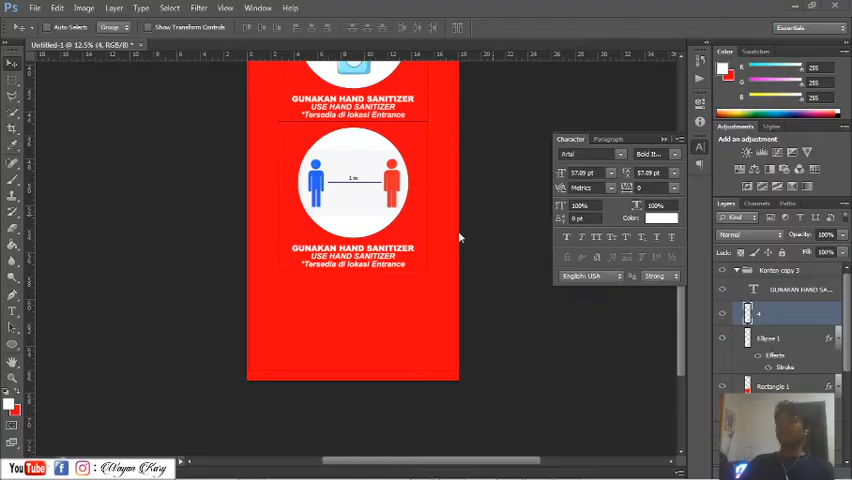 Ps File Edit Image Layer Type Select Filter View Window Help
Auto-Select: Group Show Transform Controls
Essentials
Untitled-1 @ 12.5% (4, RGB/8) * ×
Color Swatches
R 255
G 255
B 255
GUNAKAN HAND SANITIZER
USE HAND SANITIZER
*Tersedia di lokasi Entrance
1 m
GUNAKAN HAND SANITIZER
USE HAND SANITIZER
*Tersedia di lokasi Entrance
Character Paragraph
Arial Bold It...
57.09 pt 57.09 pt
Metrics 0
100% 100%
0 pt Color:
English: USA Strong
Adjustments Styles
Add an adjustment
Layers Channels Paths
Kind
Normal Opacity: 100%
Lock: Fill: 100%
Konten copy 3
T GUNAKAN HAND SA...
4
Ellipse 1 fx
Effects
Stroke
Rectangle 1 fx
YouTube : Wayan Kary